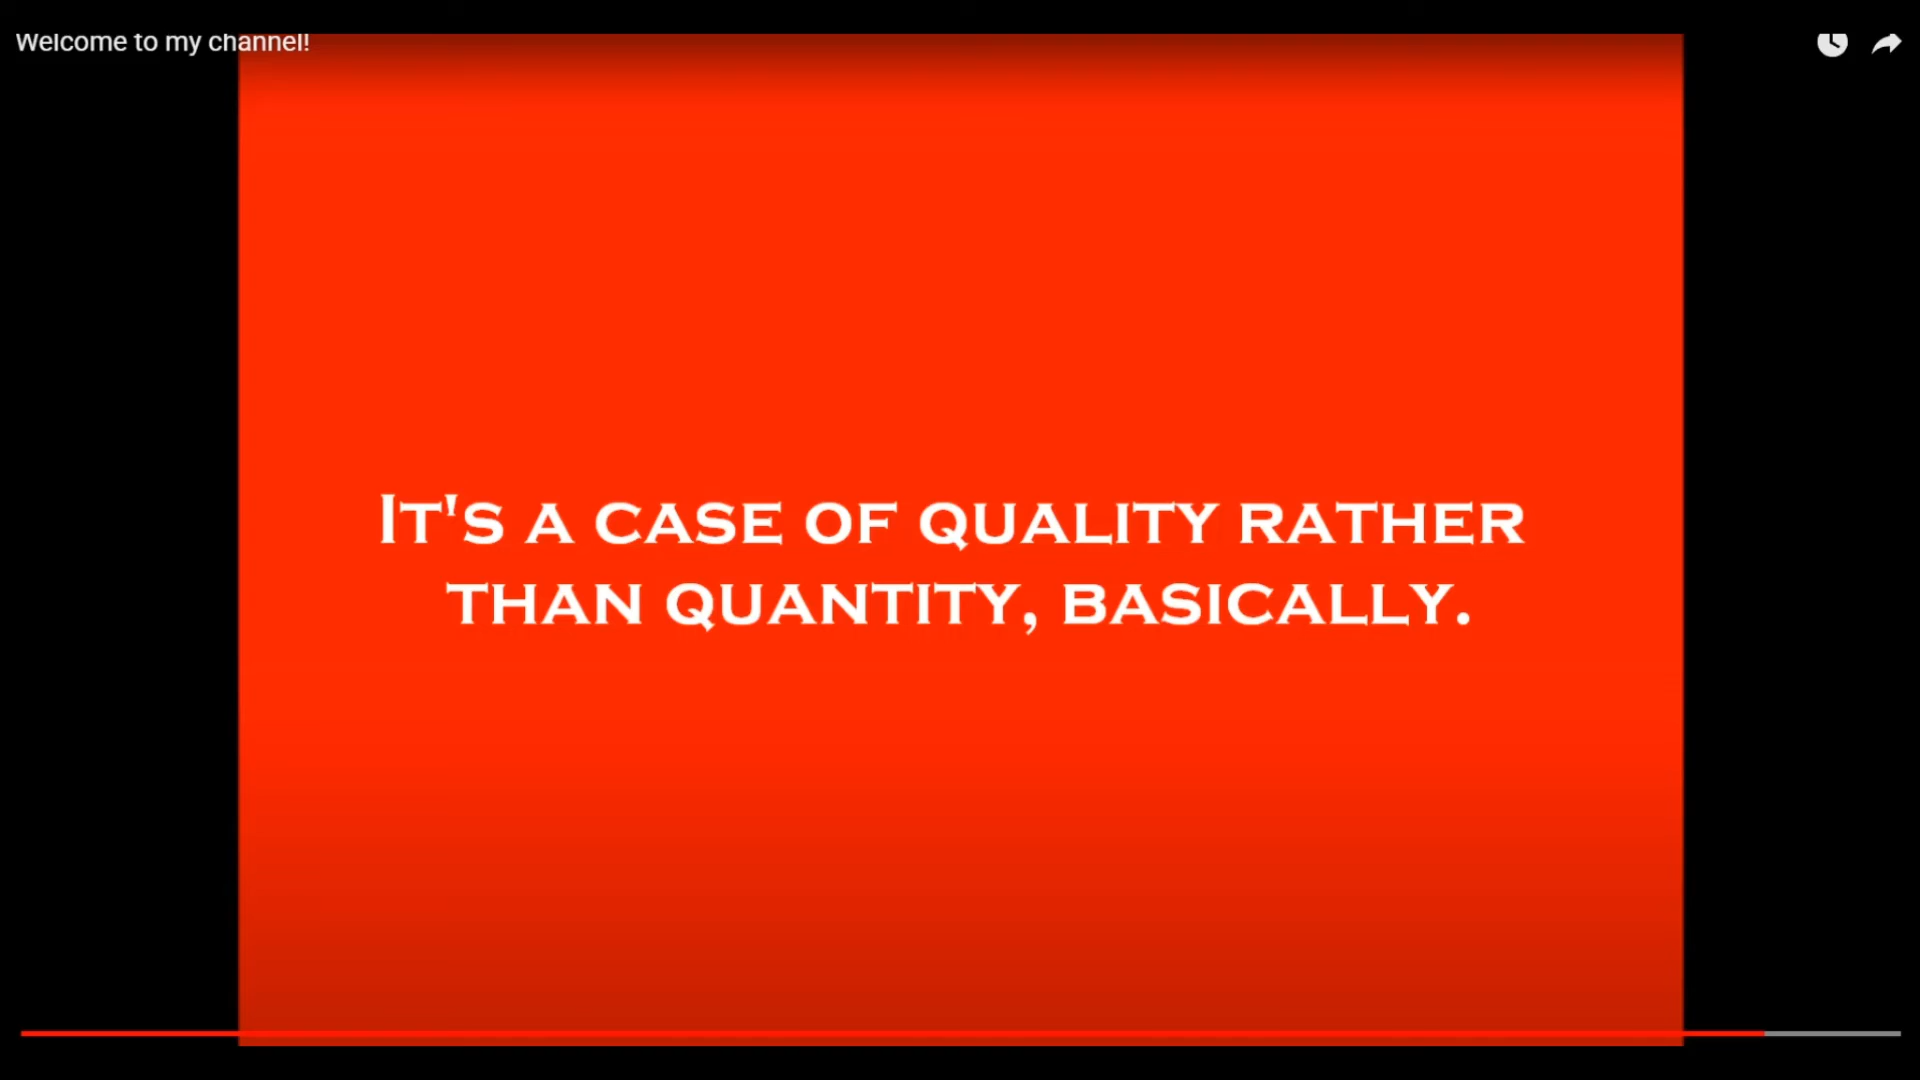 Welcome to my channel!
It's a case of quality rather
than quantity, basically.